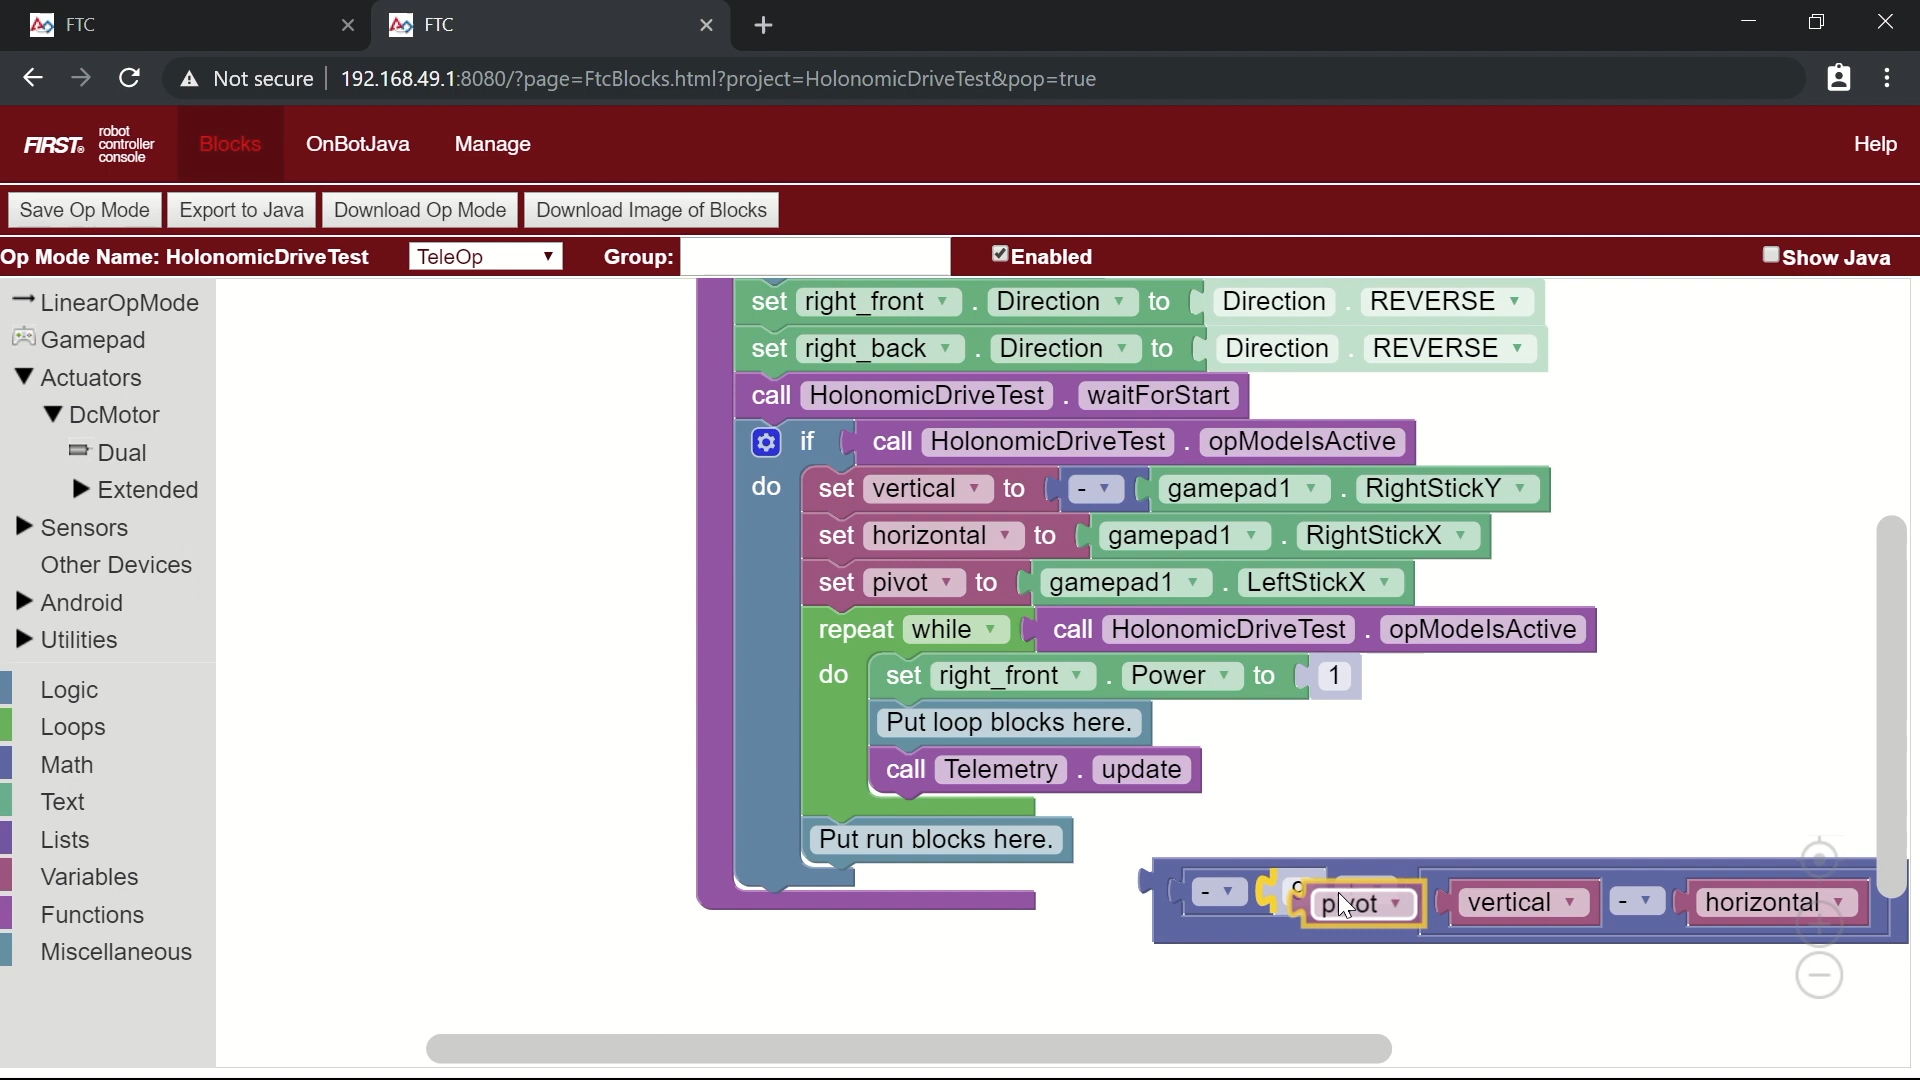 FTC
FTC
Not secure 192.168.49.1:8080/?page=FtcBlocks.html?project=HolonomicDriveTest&pop=true
FIRST® robot controller console Blocks OnBotJava Manage Help
Save Op Mode Export to Java Download Op Mode Download Image of Blocks
Op Mode Name: HolonomicDriveTest TeleOp Group: Enabled Show Java
LinearOpMode
Gamepad
Actuators
DcMotor
Dual
Extended
Sensors
Other Devices
Android
Utilities
Logic
Loops
Math
Text
Lists
Variables
Functions
Miscellaneous
set right_front . Direction to Direction . REVERSE
set right_back . Direction to Direction . REVERSE
call HolonomicDriveTest . waitForStart
if call HolonomicDriveTest . opModeIsActive
do set vertical to - gamepad1 . RightStickY
set horizontal to gamepad1 . RightStickX
set pivot to gamepad1 . LeftStickX
repeat while call HolonomicDriveTest . opModeIsActive
do set right_front . Power to 1
Put loop blocks here.
call Telemetry . update
Put run blocks here.
- pivot vertical - horizontal